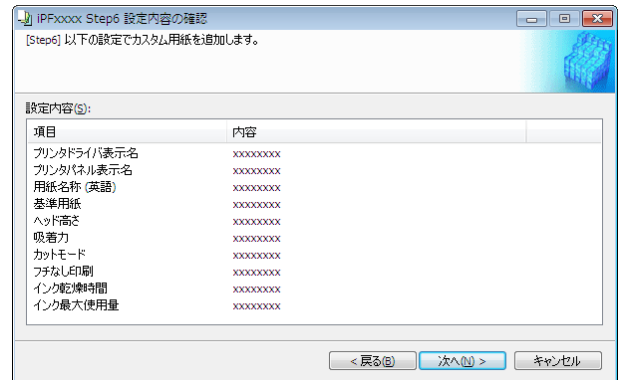 iPFxxxx Step6 設定内容の確認
[Step6] 以下の設定でカスタム用紙を追加します。
設定内容(S):
項目 内容
プリンタドライバ表示名 xxxxxxxx
プリンタパネル表示名 xxxxxxxx
用紙名称 (英語) xxxxxxxx
基準用紙 xxxxxxxx
ヘッド高さ xxxxxxxx
吸着力 xxxxxxxx
カットモード xxxxxxxx
フチなし印刷 xxxxxxxx
インク乾燥時間 xxxxxxxx
インク最大使用量 xxxxxxxx
< 戻る(B) 次へ(N) > キャンセル